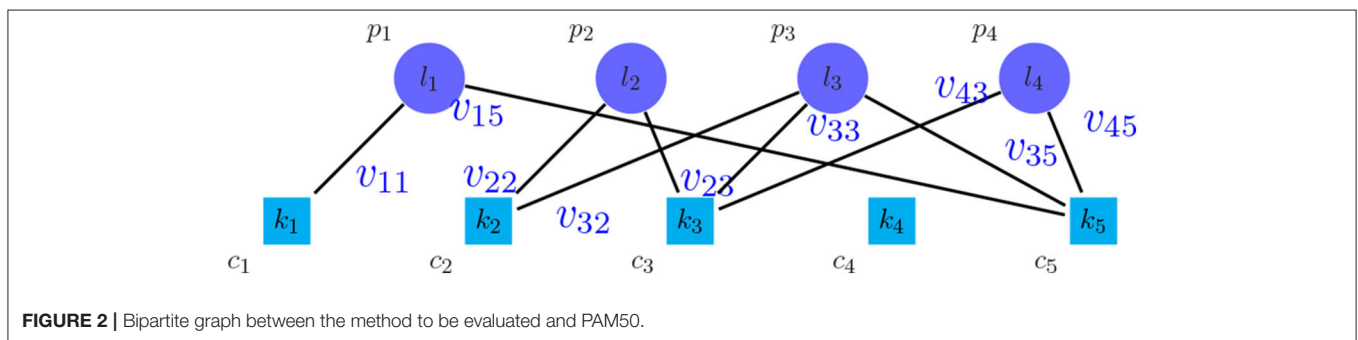 p1 p2 p3 p4
l1 l2 l3 l4
v15 v33 v43 v45
v11 v22 v32 v23 v35
k1 k2 k3 k4 k5
c1 c2 c3 c4 c5
FIGURE 2 | Bipartite graph between the method to be evaluated and PAM50.